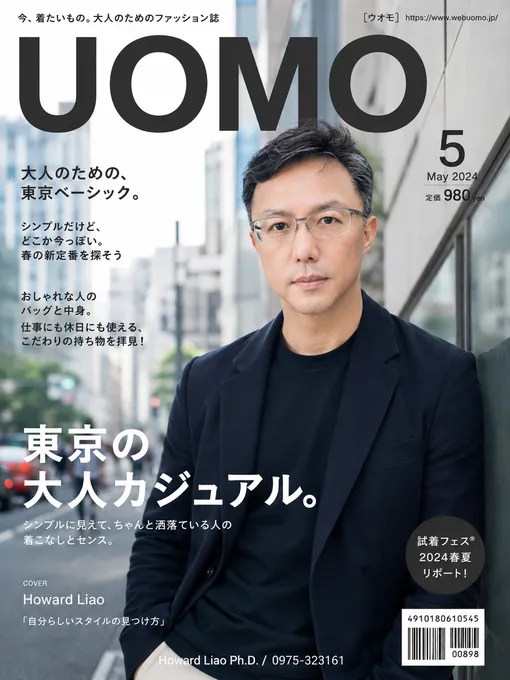 今、着たいもの。大人のためのファッション誌
［ウオモ］ https://www.webuomo.jp/
UOMO
5
May 2024
定価 980yen
大人のための、
東京ベーシック。
シンプルだけど、
どこか今っぽい。
春の新定番を探そう
おしゃれな人の
バッグと中身。
仕事にも休日にも使える、
こだわりの持ち物を拝見！
東京の
大人カジュアル。
シンプルに見えて、ちゃんと洒落ている人の
着こなしとセンス。
試着フェス®
2024春夏
リポート！
COVER
Howard Liao
「自分らしいスタイルの見つけ方」
4910180610545
00898
Howard Liao Ph.D. / 0975-323161